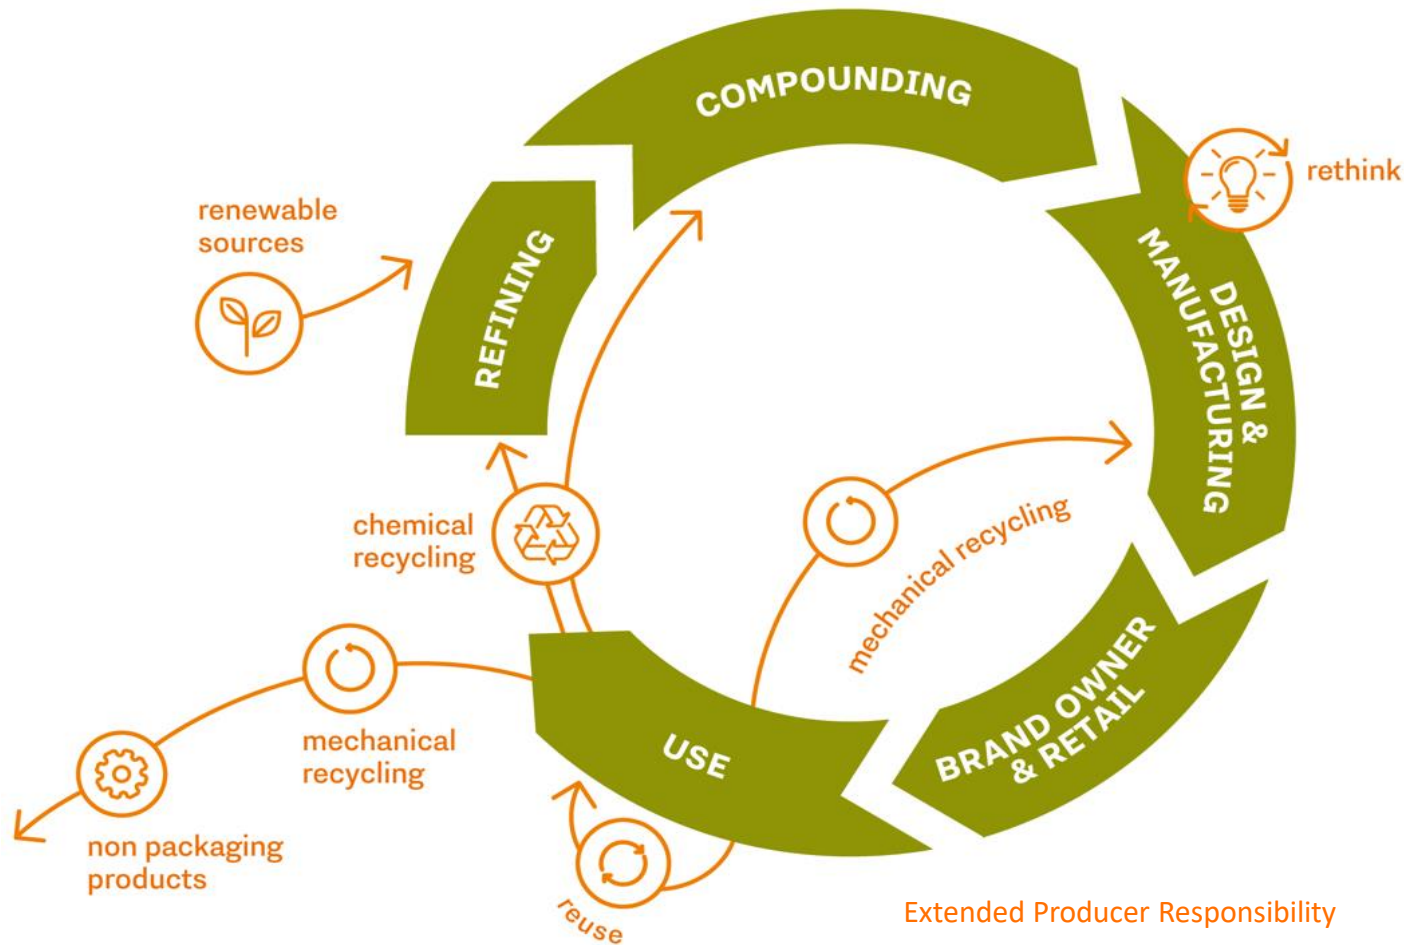 COMPOUNDING
rethink
renewable
sources
REFINING
DESIGN &
MANUFACTURING
chemical
recycling
mechanical recycling
mechanical
recycling
BRAND OWNER
& RETAIL
USE
non packaging
products
reuse
Extended Producer Responsibility